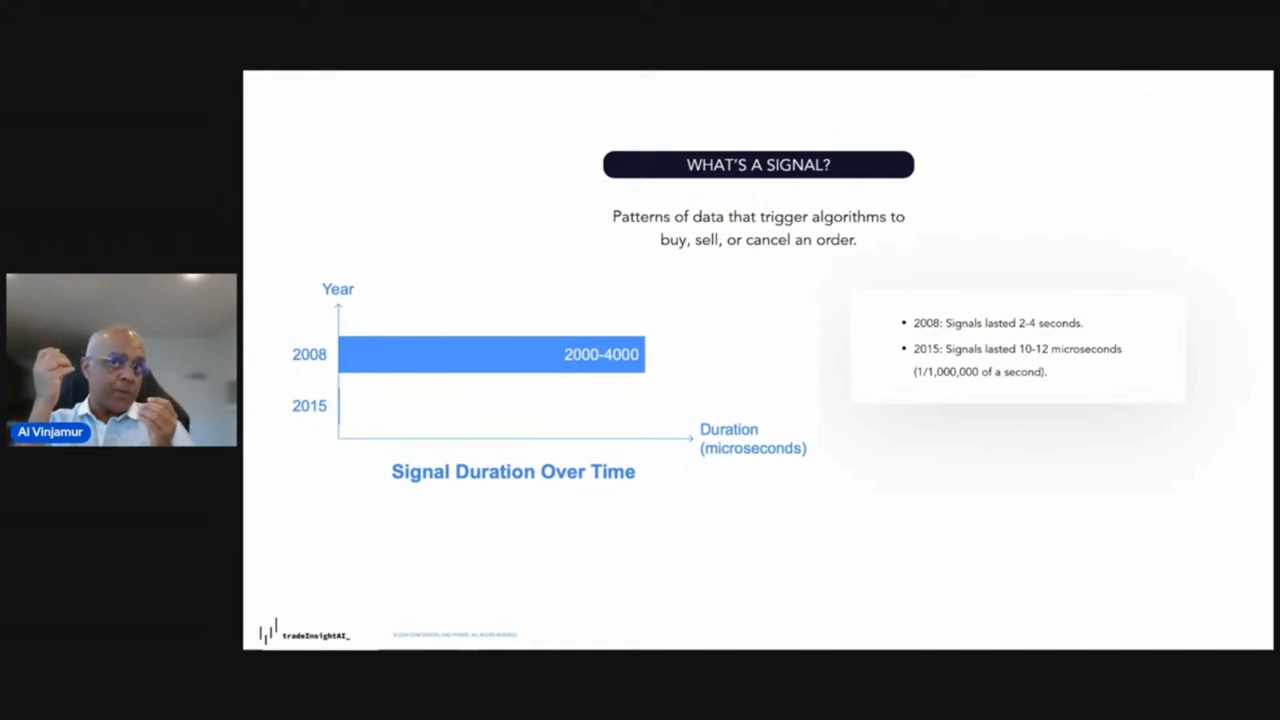 WHAT'S A SIGNAL?
Patterns of data that trigger algorithms to
buy, sell, or cancel an order.
Year
2008
2000-4000
2015
Duration
(microseconds)
Signal Duration Over Time
• 2008: Signals lasted 2-4 seconds.
• 2015: Signals lasted 10-12 microseconds
(1/1,000,000 of a second).
Al Vinjamur
tradeInsightAI_